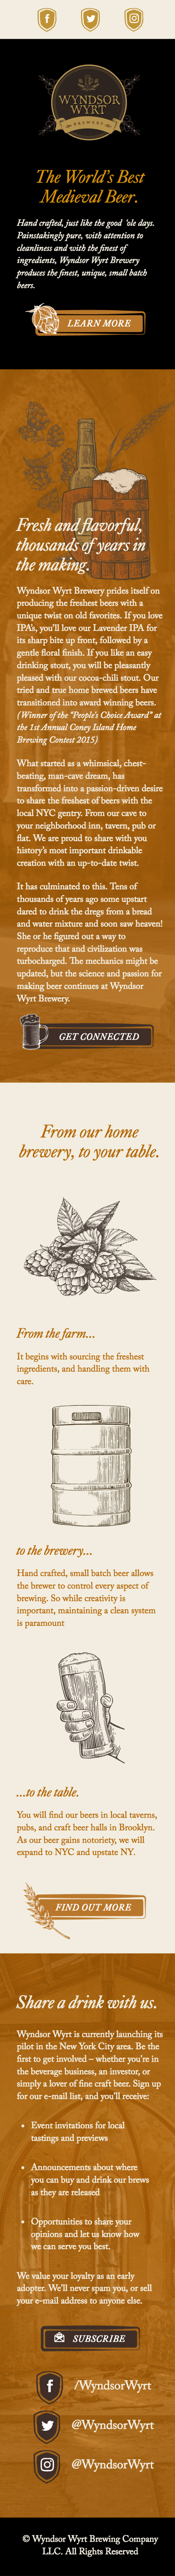 WYNDSOR
WYRT
BREWERY
The World's Best
Medieval Beer.
Hand crafted, just like the good 'ole days.
Painstakingly pure, with attention to
cleanliness and with the finest of
ingredients, Wyndsor Wyrt Brewery
produces the finest, unique, small batch
beers.
LEARN MORE
Fresh and flavorful,
thousands of years in
the making.
Wyndsor Wyrt Brewery prides itself on
producing the freshest beers with a
unique twist on old favorites. If you love
IPA's, you'll love our Lavender IPA for
its sharp bite up front, followed by a
gentle floral finish. If you like an easy
drinking stout, you will be pleasantly
pleased with our cocoa-chili stout. Our
tried and true home brewed beers have
transitioned into award winning beers.
(Winner of the "People's Choice Award" at
the 1st Annual Coney Island Home
Brewing Contest 2015)
What started as a whimsical, chest-
beating, man-cave dream, has
transformed into a passion-driven desire
to share the freshest of beers with the
local NYC gentry. From our cave to
your neighborhood inn, tavern, pub or
flat. We are proud to share with you
history's most important drinkable
creation with an up-to-date twist.
It has culminated to this. Tens of
thousands of years ago some upstart
dared to drink the dregs from a bread
and water mixture and soon saw heaven!
She or he figured out a way to
reproduce that and civilization was
turbocharged. The mechanics might be
updated, but the science and passion for
making beer continues at Wyndsor
Wyrt Brewery.
GET CONNECTED
From our home
brewery, to your table.
From the farm...
It begins with sourcing the freshest
ingredients, and handling them with
care.
to the brewery...
Hand crafted, small batch beer allows
the brewer to control every aspect of
brewing. So while creativity is
important, maintaining a clean system
is paramount
...to the table.
You will find our beers in local taverns,
pubs, and craft beer halls in Brooklyn.
As our beer gains notoriety, we will
expand to NYC and upstate NY.
FIND OUT MORE
Share a drink with us.
Wyndsor Wyrt is currently launching its
pilot in the New York City area. Be the
first to get involved – whether you're in
the beverage business, an investor, or
simply a lover of fine craft beer. Sign up
for our e-mail list, and you'll receive:
• Event invitations for local
tastings and previews
• Announcements about where
you can buy and drink our brews
as they are released
• Opportunities to share your
opinions and let us know how
we can serve you best.
We value your loyalty as an early
adopter. We'll never spam you, or sell
your e-mail address to anyone else.
SUBSCRIBE
/WyndsorWyrt
@WyndsorWyrt
@WyndsorWyrt
© Wyndsor Wyrt Brewing Company
LLC. All Rights Reserved